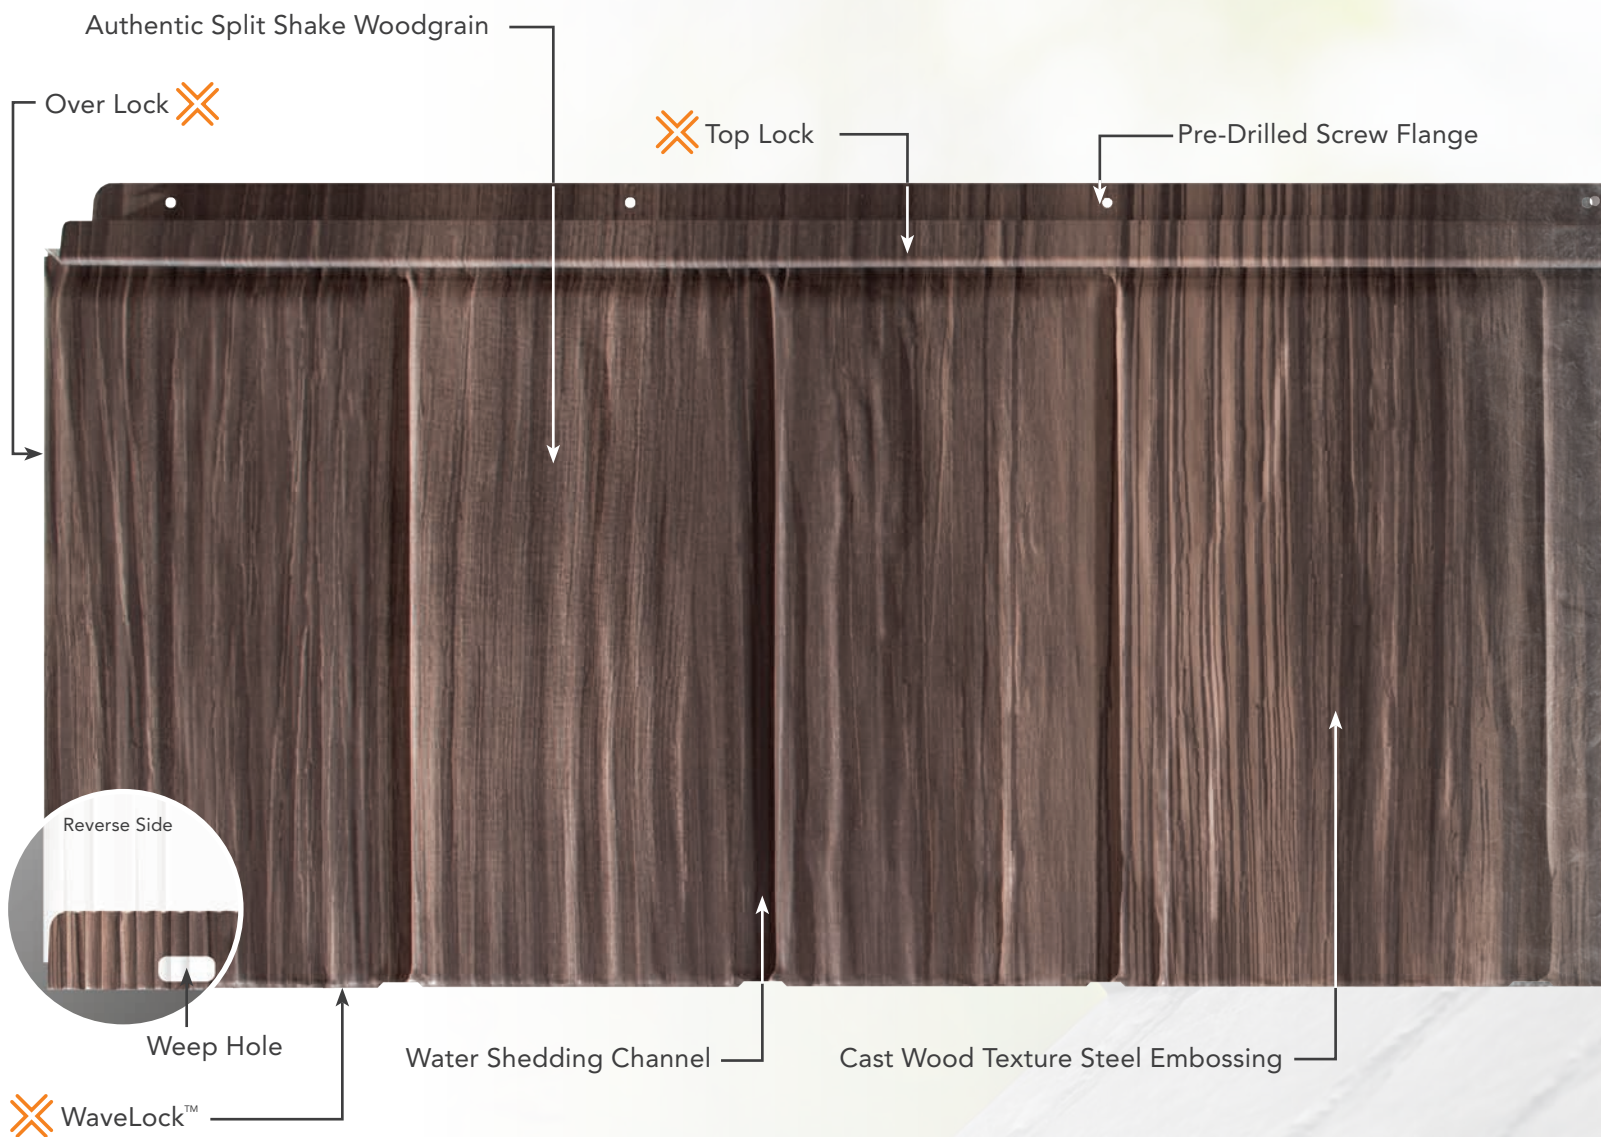 Authentic Split Shake Woodgrain
Over Lock
Top Lock
Pre-Drilled Screw Flange
Reverse Side
Weep Hole
Water Shedding Channel
Cast Wood Texture Steel Embossing
WaveLock™